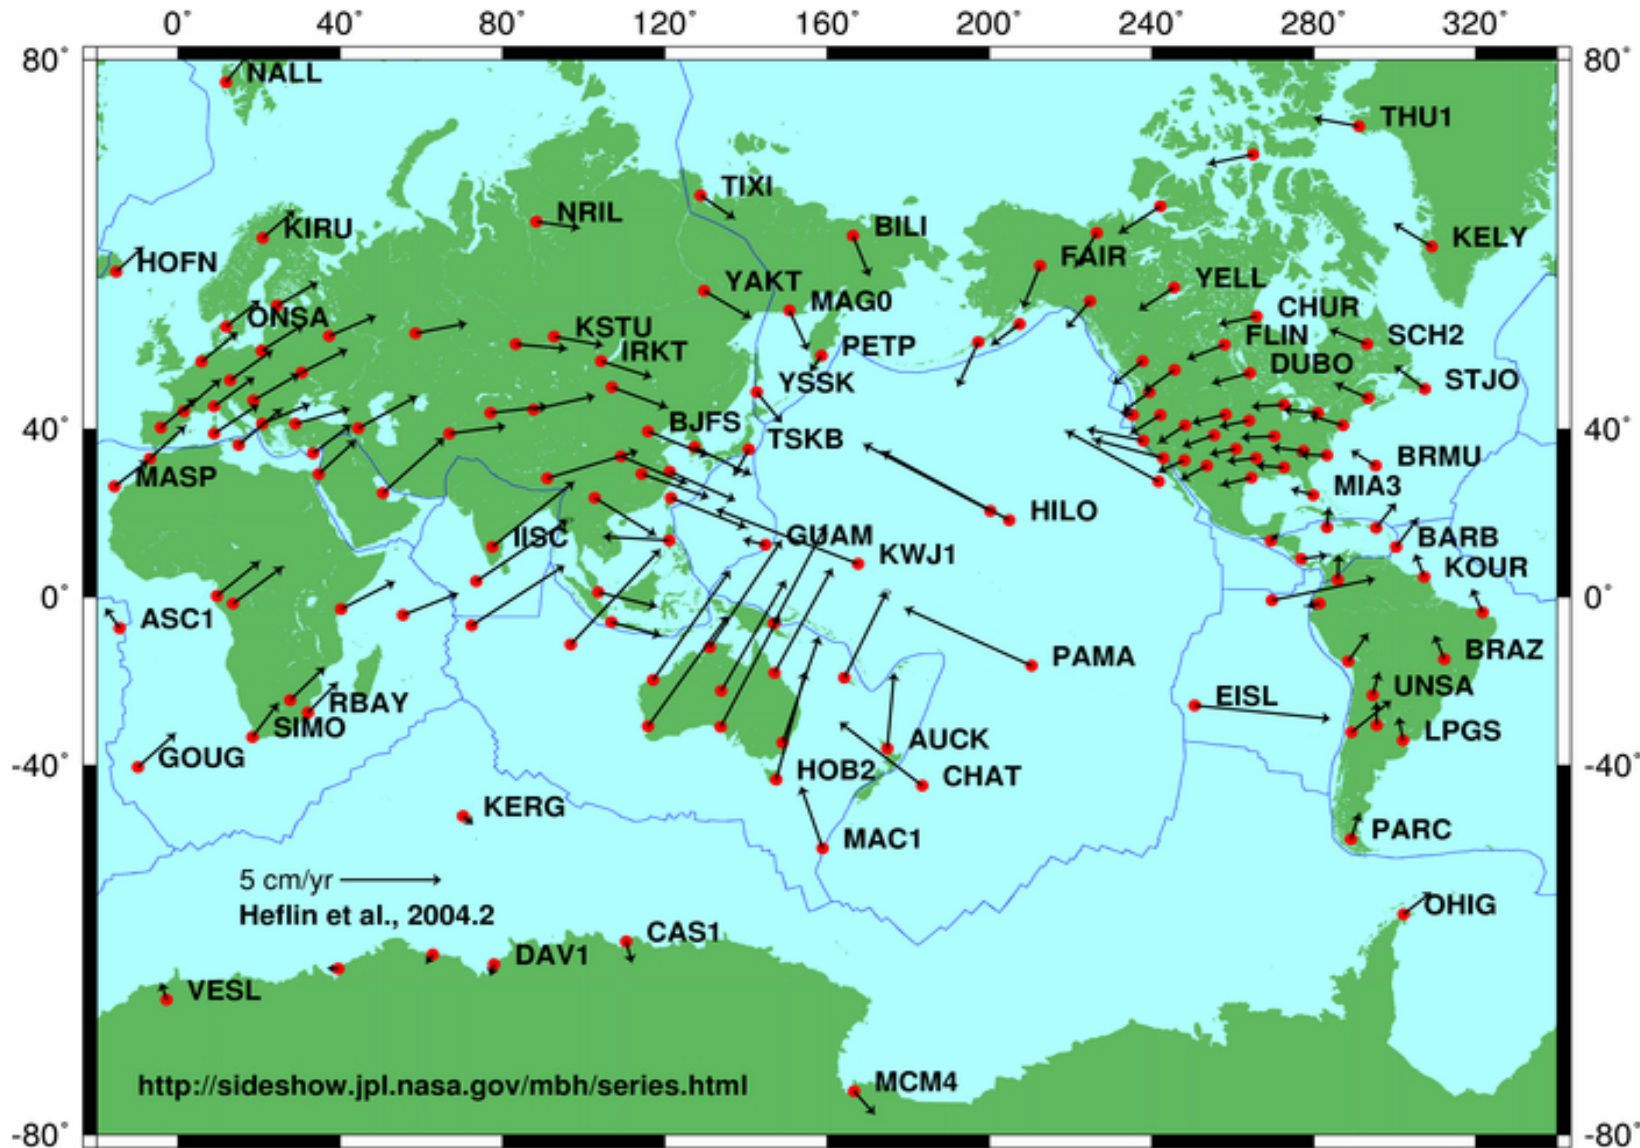 0° 40° 80° 120° 160° 200° 240° 280° 320°
80° 80°
NALL
THU1
TIXI
NRIL
KIRU
BILI
KELY
HOFN
FAIR
YAKT
YELL
MAG0
CHUR
ONSA
KSTU
FLIN
SCH2
PETP
IRKT
DUBO
YSSK
STJO
BJFS
40° 40°
TSKB
BRMU
MASP
MIA3
HILO
IISC
GUAM
BARB
KWJ1
KOUR
0° 0°
ASC1
PAMA
BRAZ
UNSA
EISL
RBAY
SIMO
LPGS
AUCK
GOUG
-40° -40°
HOB2
CHAT
KERG
PARC
MAC1
5 cm/yr
OHIG
Heflin et al., 2004.2
CAS1
DAV1
VESL
MCM4
http://sideshow.jpl.nasa.gov/mbh/series.html
-80° -80°